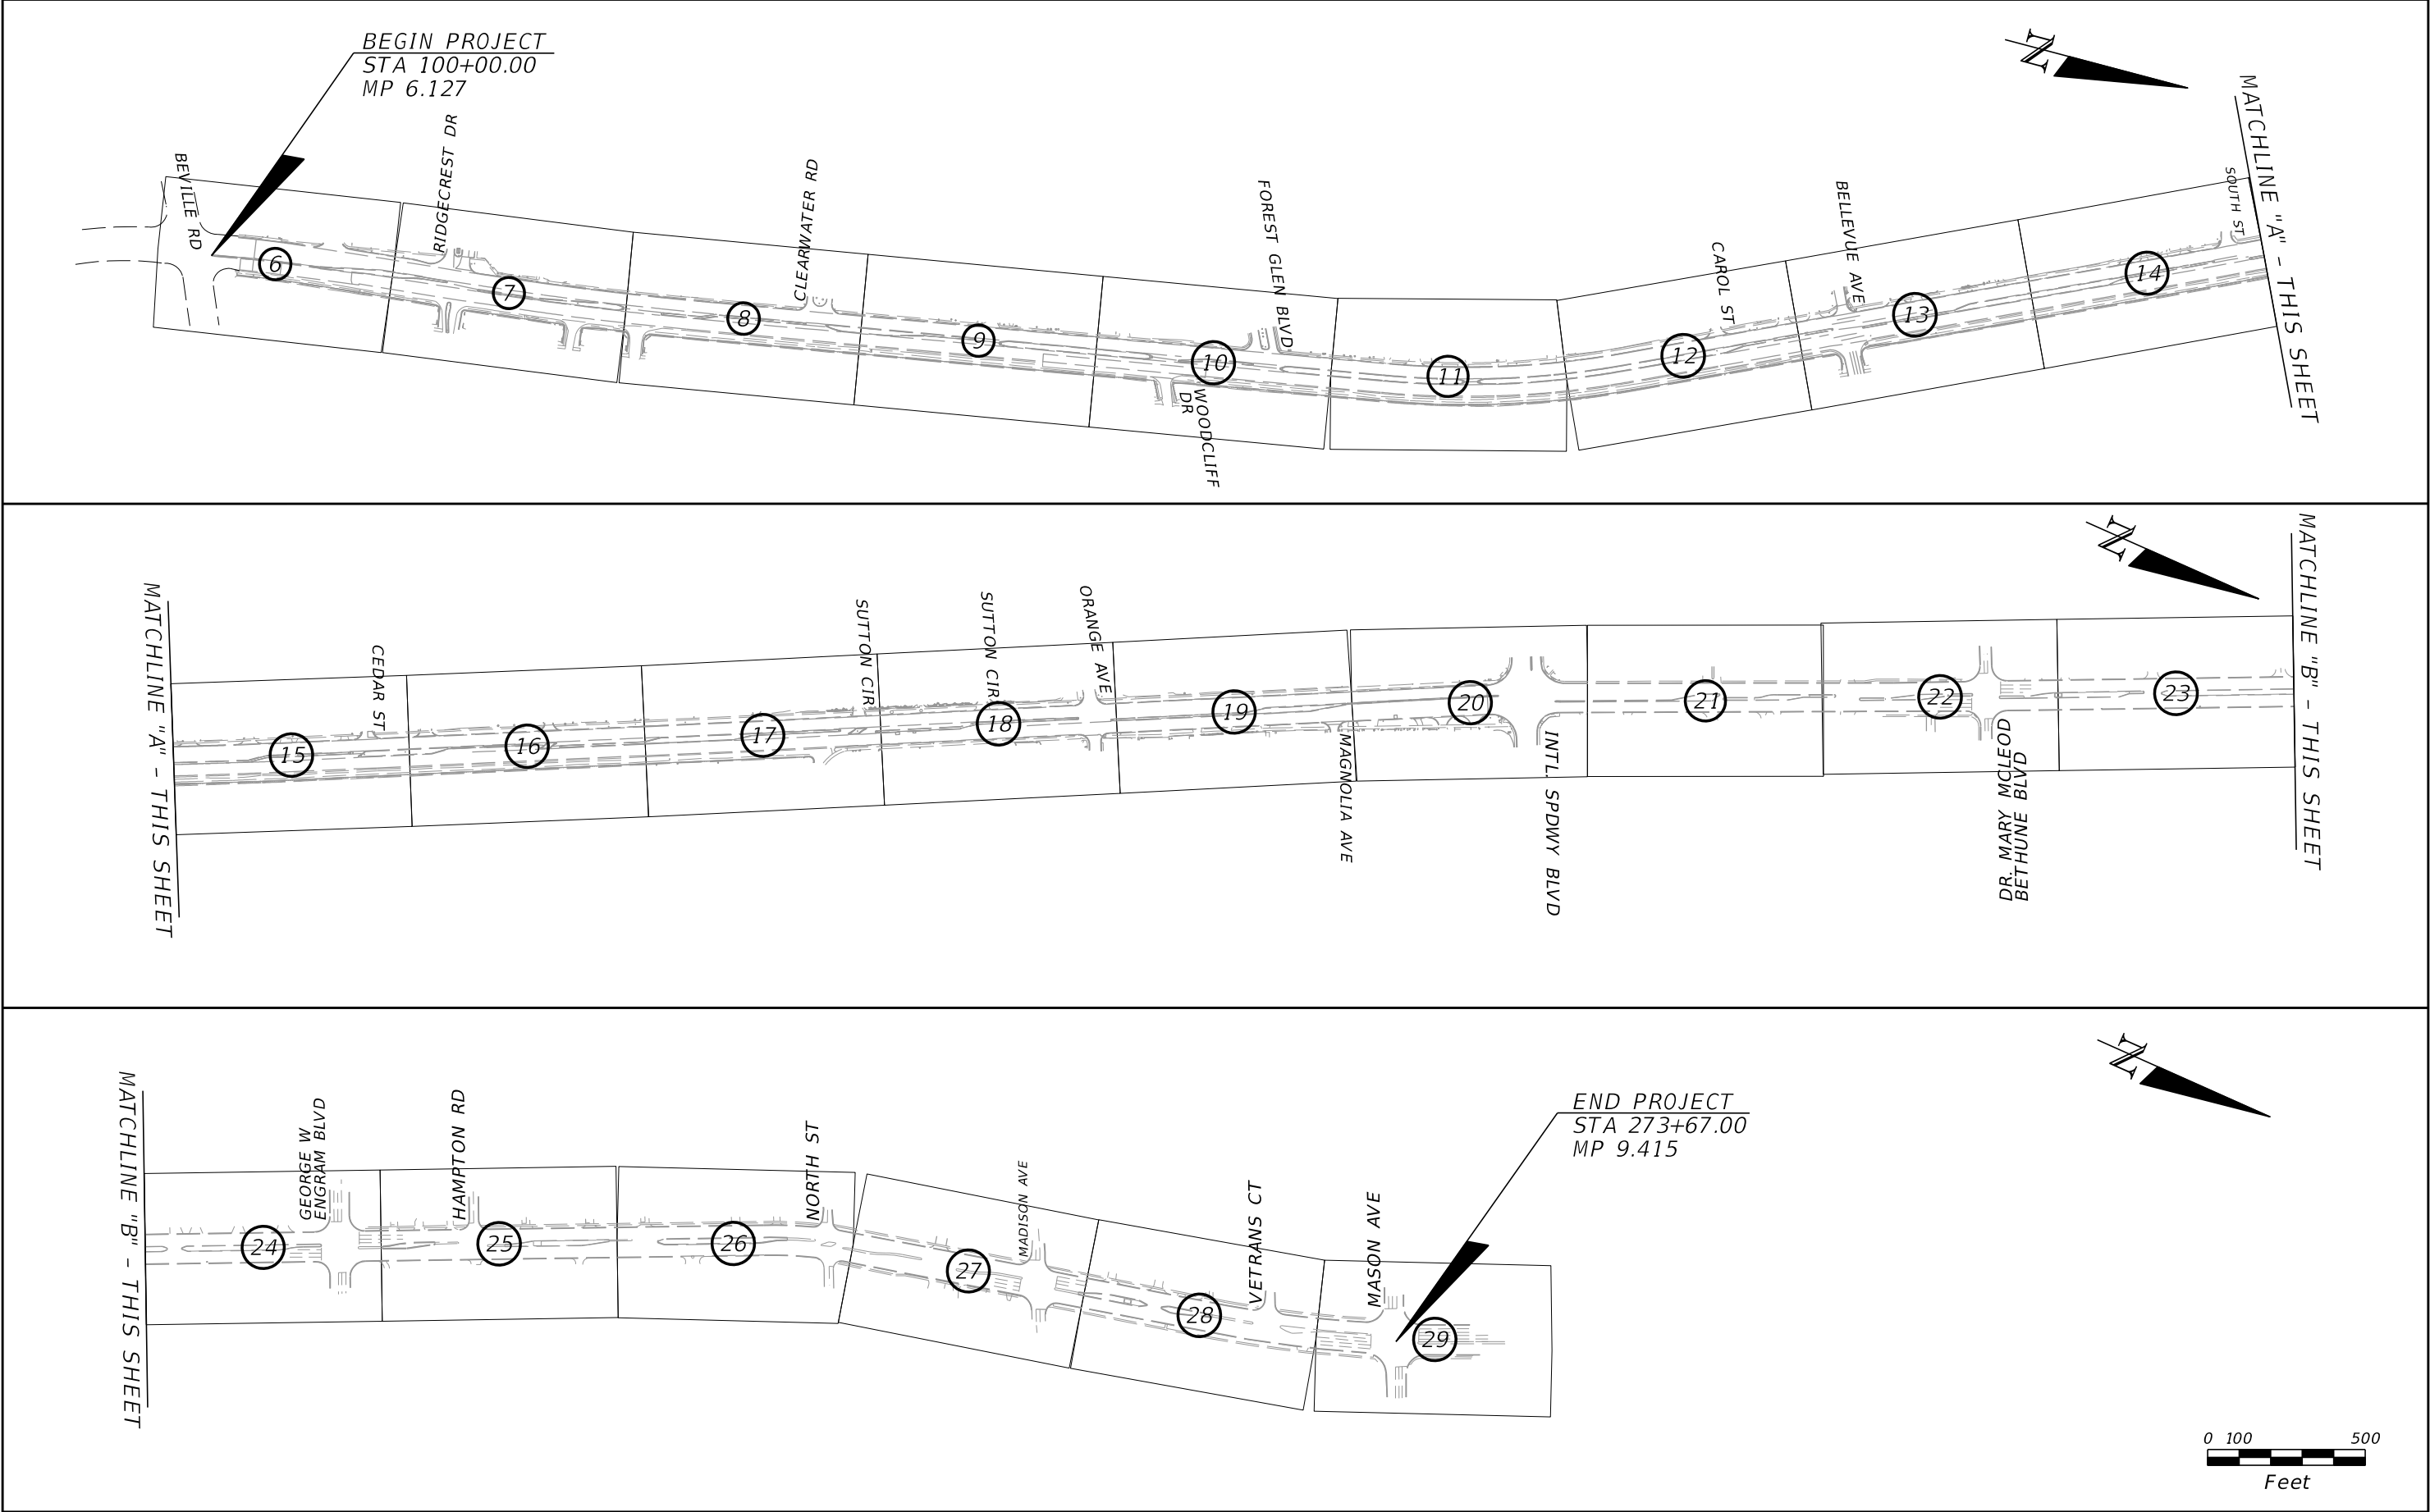 BEGIN PROJECT
STA 100+00.00
MP 6.127
N
MATCHLINE "A" - THIS SHEET
BEVILLE RD
RIDGECREST DR
CLEARWATER RD
FOREST GLEN BLVD
WOODCLIFF
DR
CAROL ST
BELLEVUE AVE
SOUTH ST
6
7
8
9
10
11
12
13
14
N
MATCHLINE "A" - THIS SHEET
MATCHLINE "B" - THIS SHEET
CEDAR ST
SUTTON CIR
SUTTON CIR
ORANGE AVE
MAGNOLIA AVE
INTL. SPDWY BLVD
DR. MARY MCLEOD
BETHUNE BLVD
15
16
17
18
19
20
21
22
23
N
MATCHLINE "B" - THIS SHEET
GEORGE W
ENGRAM BLVD
HAMPTON RD
NORTH ST
MADISON AVE
VETRANS CT
MASON AVE
END PROJECT
STA 273+67.00
MP 9.415
24
25
26
27
28
29
0 100 500
Feet